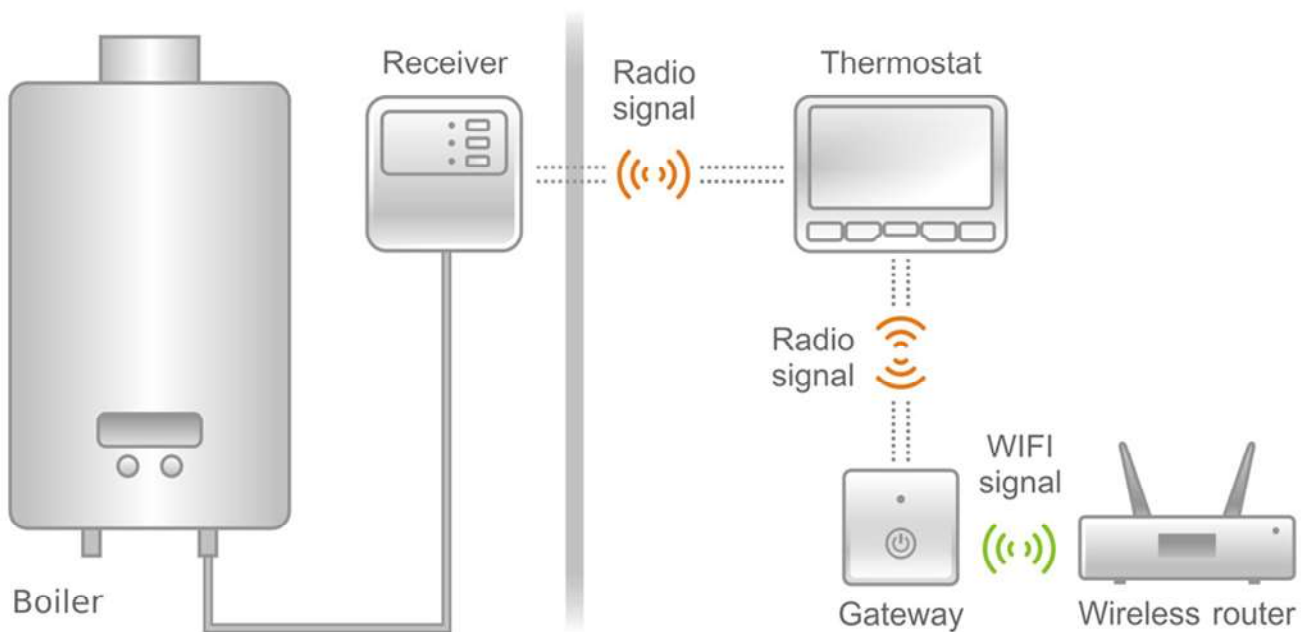 Receiver
Radio
signal
Thermostat
Radio
signal
WIFI
signal
Boiler
Gateway
Wireless router